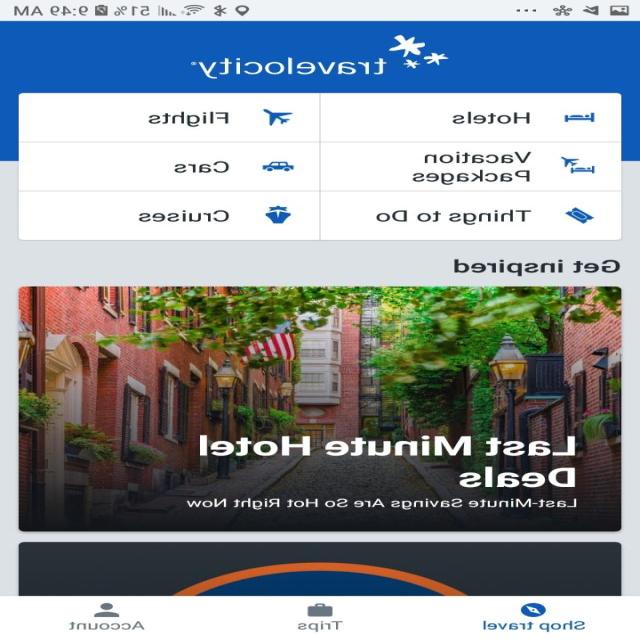 51% 9:49 AM
travelocity
Hotels
Flights
Vacation
Packages
Cars
Things to Do
Cruises
Get inspired
Last Minute Hotel
Deals
Last-Minute Savings Are So Hot Right Now
Shop travel
Trips
Account